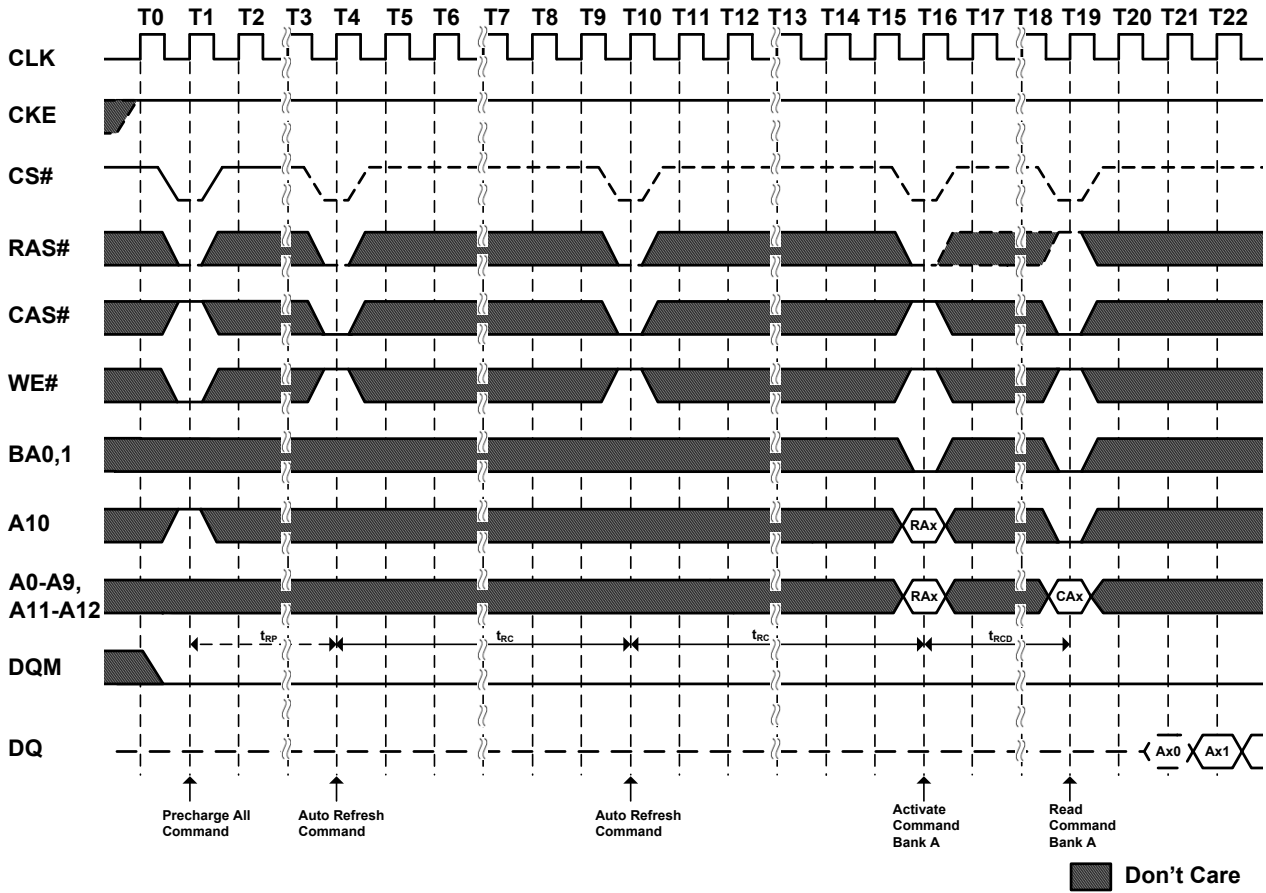 T0 T1 T2 T3 T4 T5 T6 T7 T8 T9 T10 T11 T12 T13 T14 T15 T16 T17 T18 T19 T20 T21 T22
CLK
CKE
CS#
RAS#
CAS#
WE#
BA0,1
A10
RAx
A0-A9,
A11-A12
RAx CAx
tRP tRC tRC tRCD
DQM
DQ
Ax0 Ax1
Precharge All
Command
Auto Refresh
Command
Auto Refresh
Command
Activate
Command
Bank A
Read
Command
Bank A
Don't Care